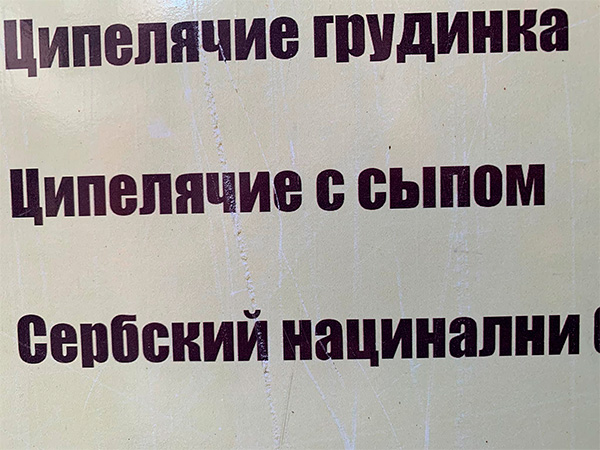 Ципелячие грудинка
Ципелячие с сыпом
Сербский нацинални